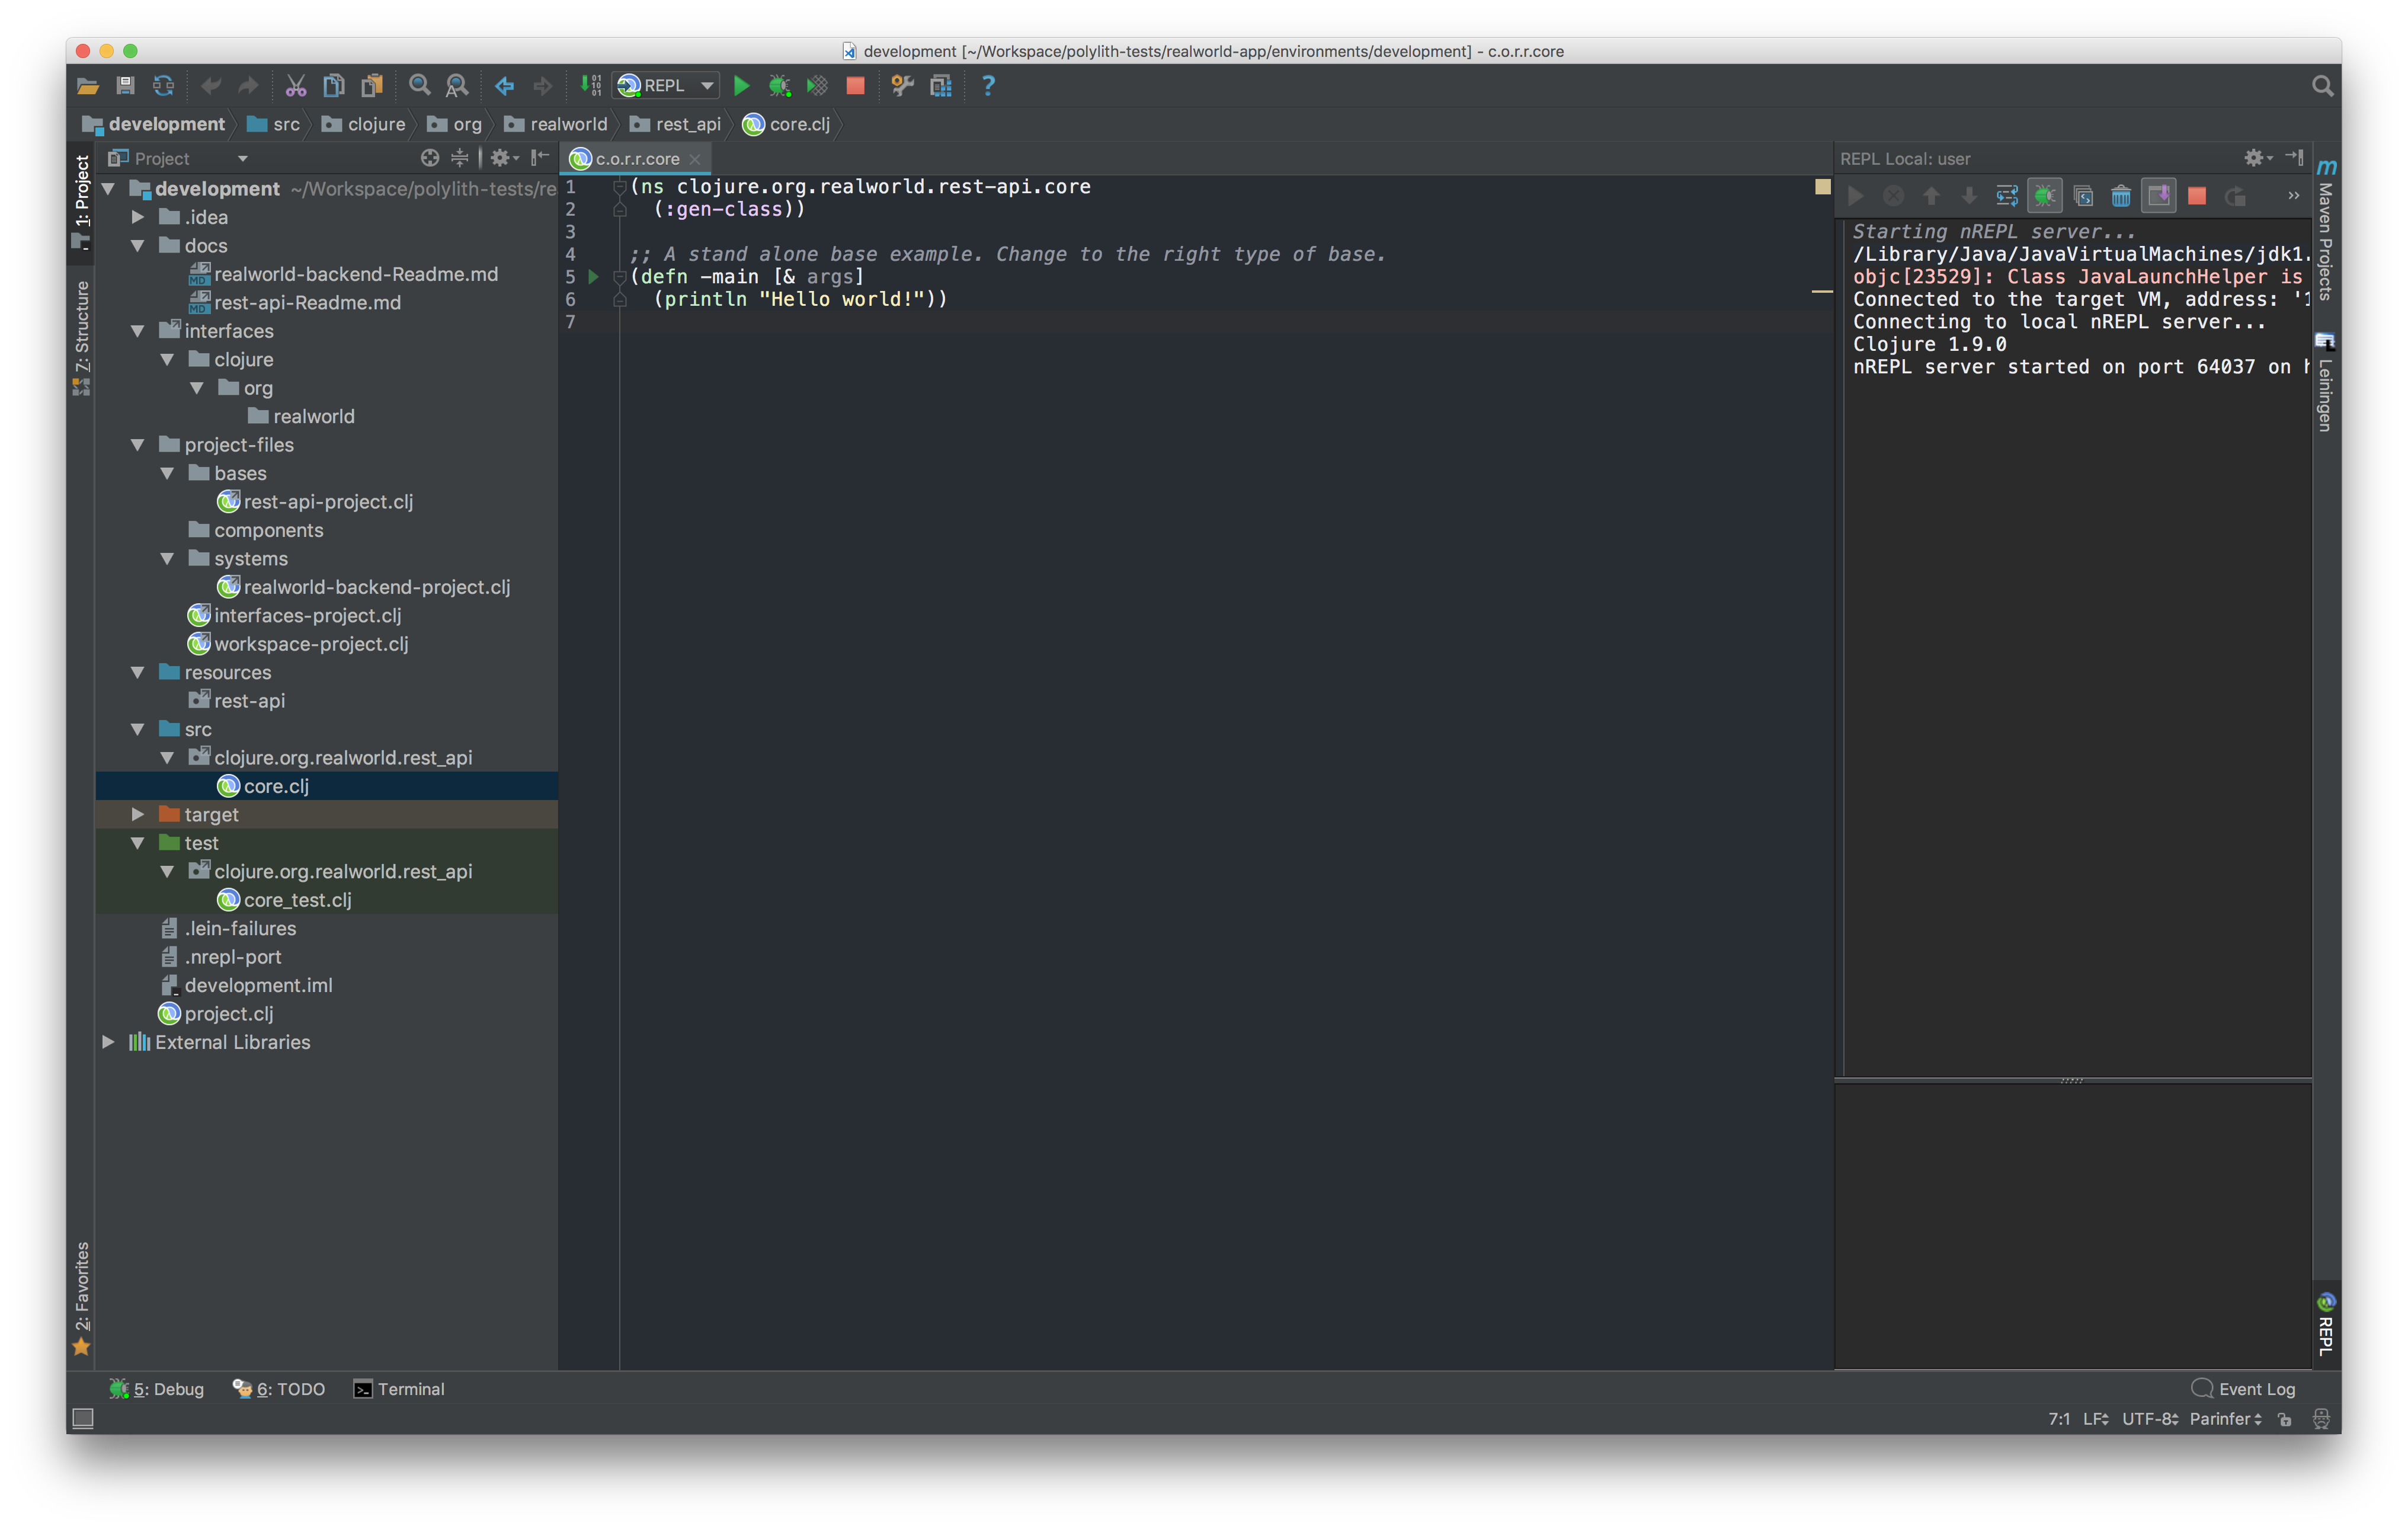 development [~/Workspace/polylith-tests/realworld-app/environments/development] - c.o.r.r.core
REPL
development src clojure org realworld rest_api core.clj
1: Project
7: Structure
2: Favorites
Project
development ~/Workspace/polylith-tests/re
.idea
docs
realworld-backend-Readme.md
rest-api-Readme.md
interfaces
clojure
org
realworld
project-files
bases
rest-api-project.clj
components
systems
realworld-backend-project.clj
interfaces-project.clj
workspace-project.clj
resources
rest-api
src
clojure.org.realworld.rest_api
core.clj
target
test
clojure.org.realworld.rest_api
core_test.clj
.lein-failures
.nrepl-port
development.iml
project.clj
External Libraries
c.o.r.r.core
1 (ns clojure.org.realworld.rest-api.core
2 (:gen-class))
3
4 ;; A stand alone base example. Change to the right type of base.
5 (defn -main [& args]
6 (println "Hello world!"))
7
REPL Local: user
Starting nREPL server...
/Library/Java/JavaVirtualMachines/jdk1.
objc[23529]: Class JavaLaunchHelper is
Connected to the target VM, address: '1
Connecting to local nREPL server...
Clojure 1.9.0
nREPL server started on port 64037 on h
Maven Projects
Leiningen
REPL
5: Debug 6: TODO Terminal
Event Log
7:1 LF UTF-8 Parinfer